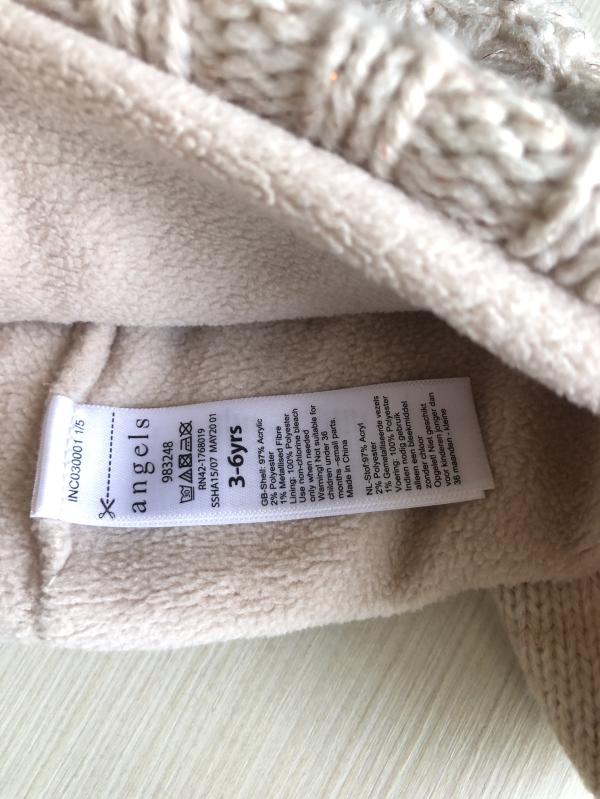 INC030001 1/5
angels
983248
RN42-1768019
SSHA15/07 MAY20 01
3-6yrs
GB-Shell: 97% Acrylic
2% Polyester
1% Metallised Fibre
Lining: 100% Polyester
Use non-chlorine bleach
only when needed
Warning! Not suitable for
children under 36
months -small parts.
Made in China
NL-Stof:97% Acryl
2% Polyester
1% Gemetalliseerde vezels
Voering: 100% Polyester
Indien nodig gebruik
alleen een bleekmiddel
zonder chloor
Opgelet! Niet geschikt
voor kinderen jonger dan
36 maanden - kleine